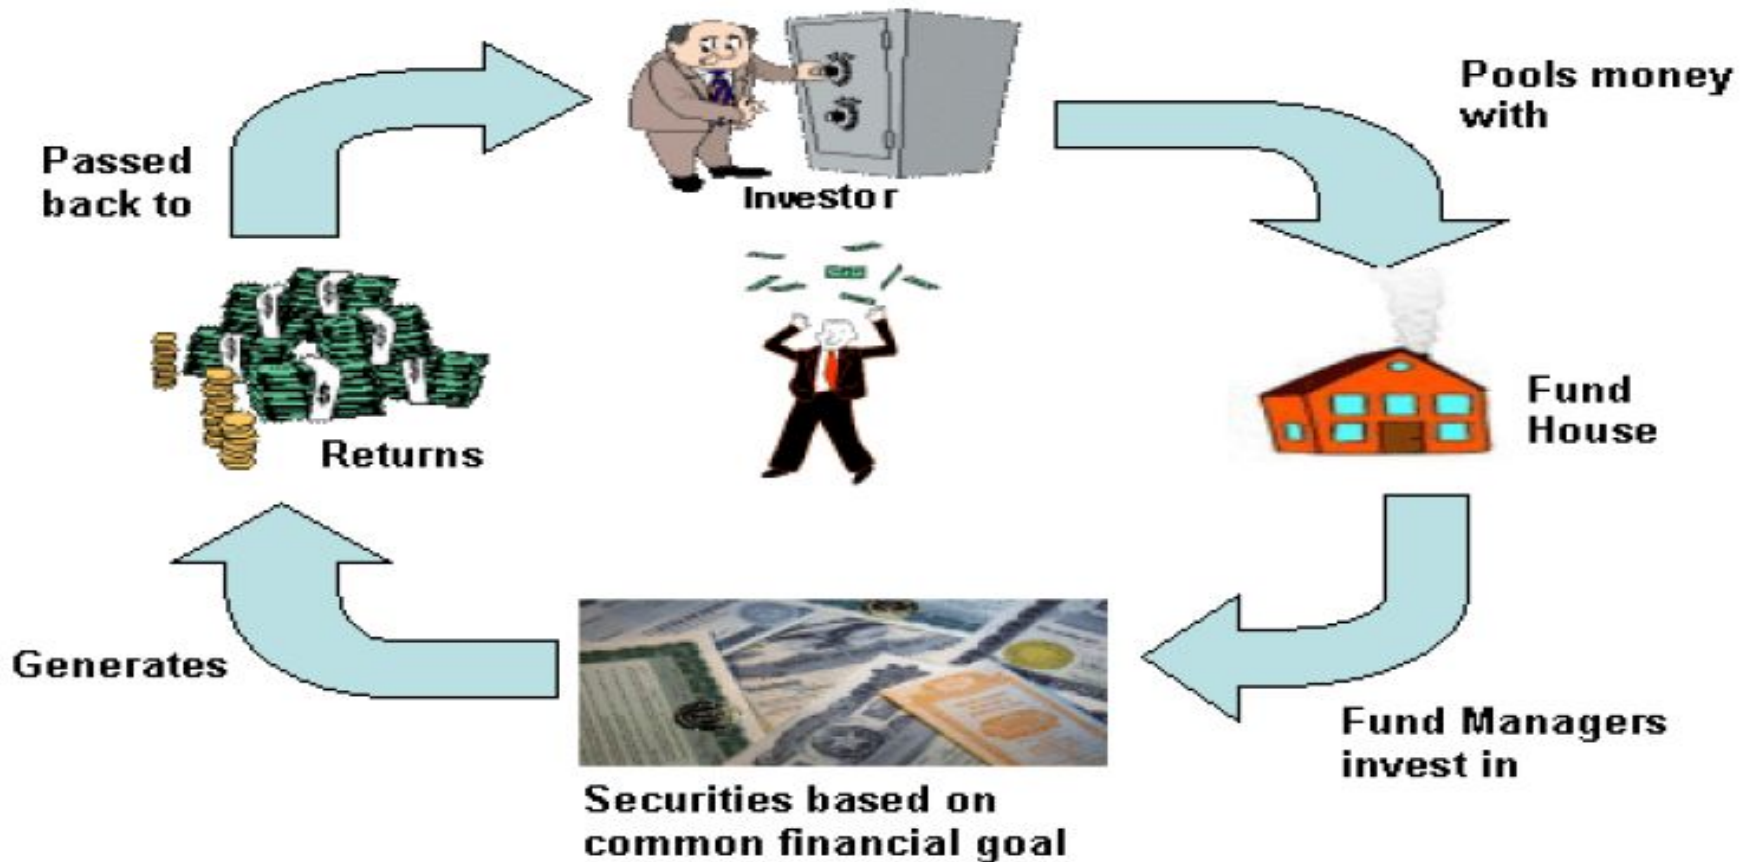 Investor
Pools money
with
Fund
House
Fund Managers
invest in
Securities based on
common financial goal
Generates
Returns
Passed
back to